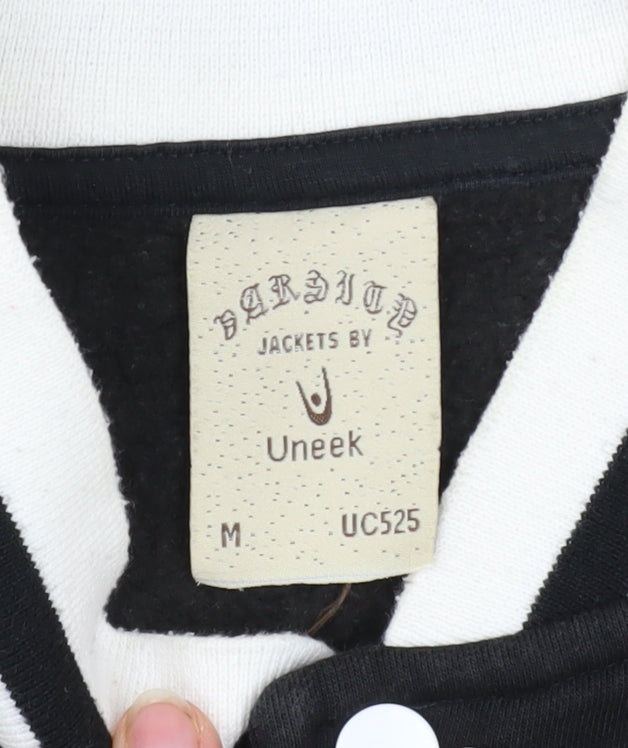 VARSITY
JACKETS BY
Uneek
M UC525